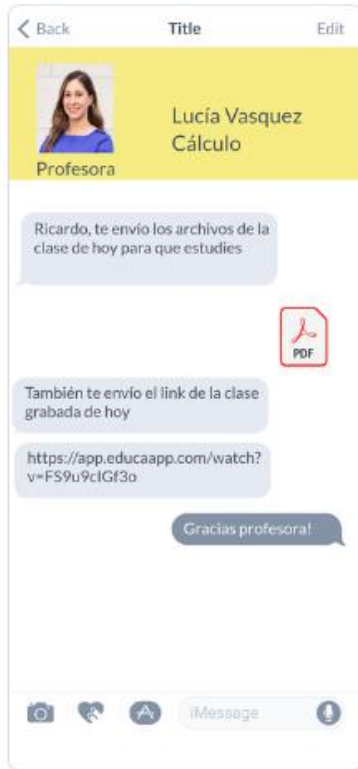 Back
Title
Edit
Profesora
Lucía Vasquez
Cálculo
Ricardo, te envío los archivos de la
clase de hoy para que estudies
PDF
También te envío el link de la clase
grabada de hoy
https://app.educaapp.com/watch?
v=FS9u9cIGf3o
Gracias profesora!
iMessage